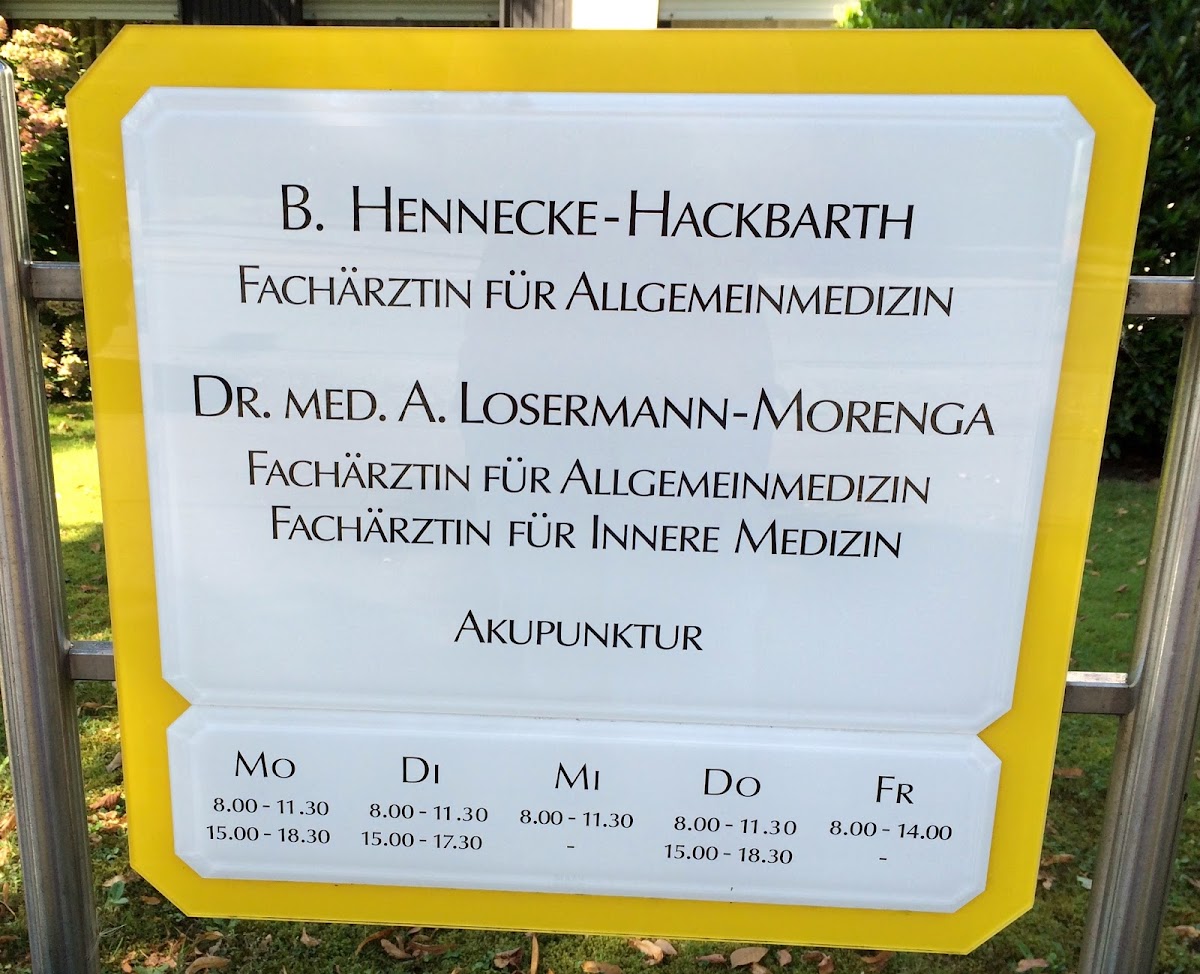 B. HENNECKE-HACKBARTH
FACHÄRZTIN FÜR ALLGEMEINMEDIZIN
DR. MED. A. LOSERMANN-MORENGA
FACHÄRZTIN FÜR ALLGEMEINMEDIZIN
FACHÄRZTIN FÜR INNERE MEDIZIN
AKUPUNKTUR
MO DI MI DO FR
8.00 - 11.30 8.00 - 11.30 8.00 - 11.30 8.00 - 11.30 8.00 - 14.00
15.00 - 18.30 15.00 - 17.30 - 15.00 - 18.30 -